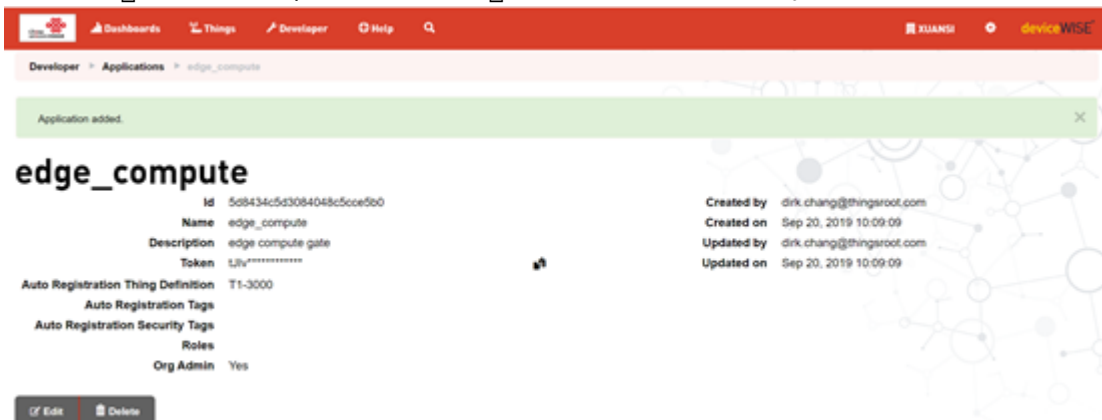 Dashboards Things Developer Help XUANSI deviceWISE
Developer Applications edge_compute
Application added.
edge_compute
Id 5d8434c5d3084048c5cce5b0
Name edge_compute
Description edge compute gate
Token
Auto Registration Thing Definition T1-3000
Auto Registration Tags
Auto Registration Security Tags
Roles
Org Admin Yes
Created by dirk.chang@thingsroot.com
Created on Sep 20, 2019 10:09:09
Updated by dirk.chang@thingsroot.com
Updated on Sep 20, 2019 10:09:09
Edit Delete